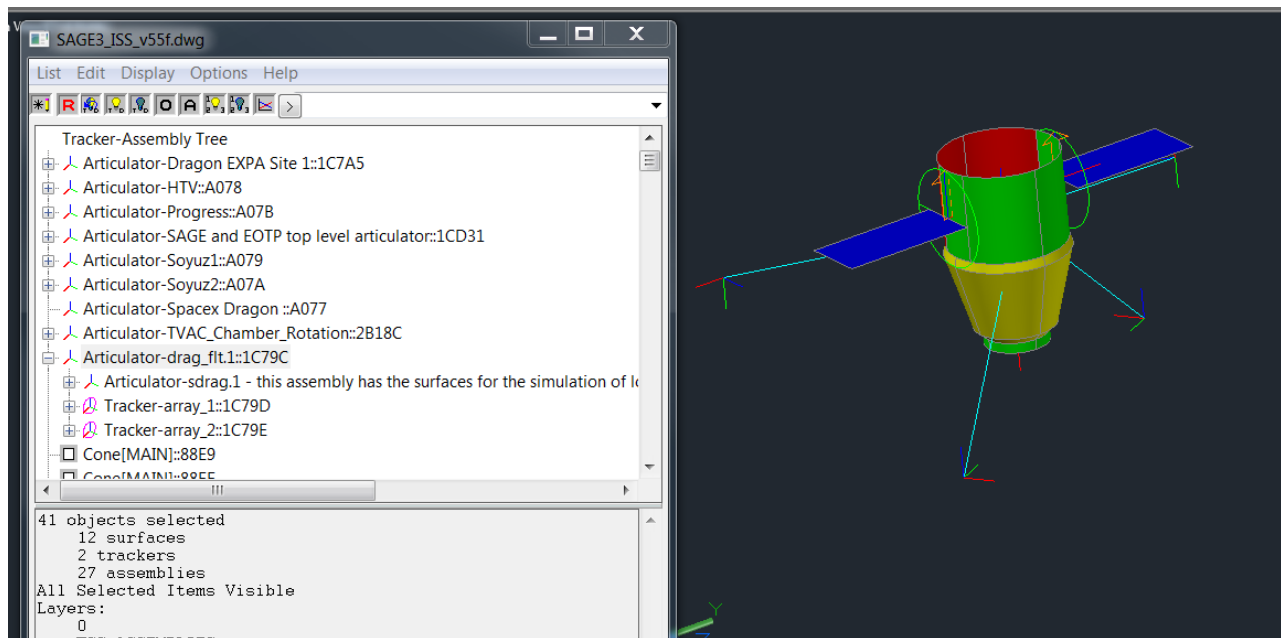 SAGE3_ISS_v55f.dwg
List Edit Display Options Help
Tracker-Assembly Tree
Articulator-Dragon EXPA Site 1::1C7A5
Articulator-HTV::A078
Articulator-Progress::A07B
Articulator-SAGE and EOTP top level articulator::1CD31
Articulator-Soyuz1::A079
Articulator-Soyuz2::A07A
Articulator-Spacex Dragon ::A077
Articulator-TVAC_Chamber_Rotation::2B18C
Articulator-drag_flt.1::1C79C
Articulator-sdrag.1 - this assembly has the surfaces for the simulation of
Tracker-array_1::1C79D
Tracker-array_2::1C79E
Cone[MAIN]::88E9
41 objects selected
12 surfaces
2 trackers
27 assemblies
All Selected Items Visible
Layers:
0
Y